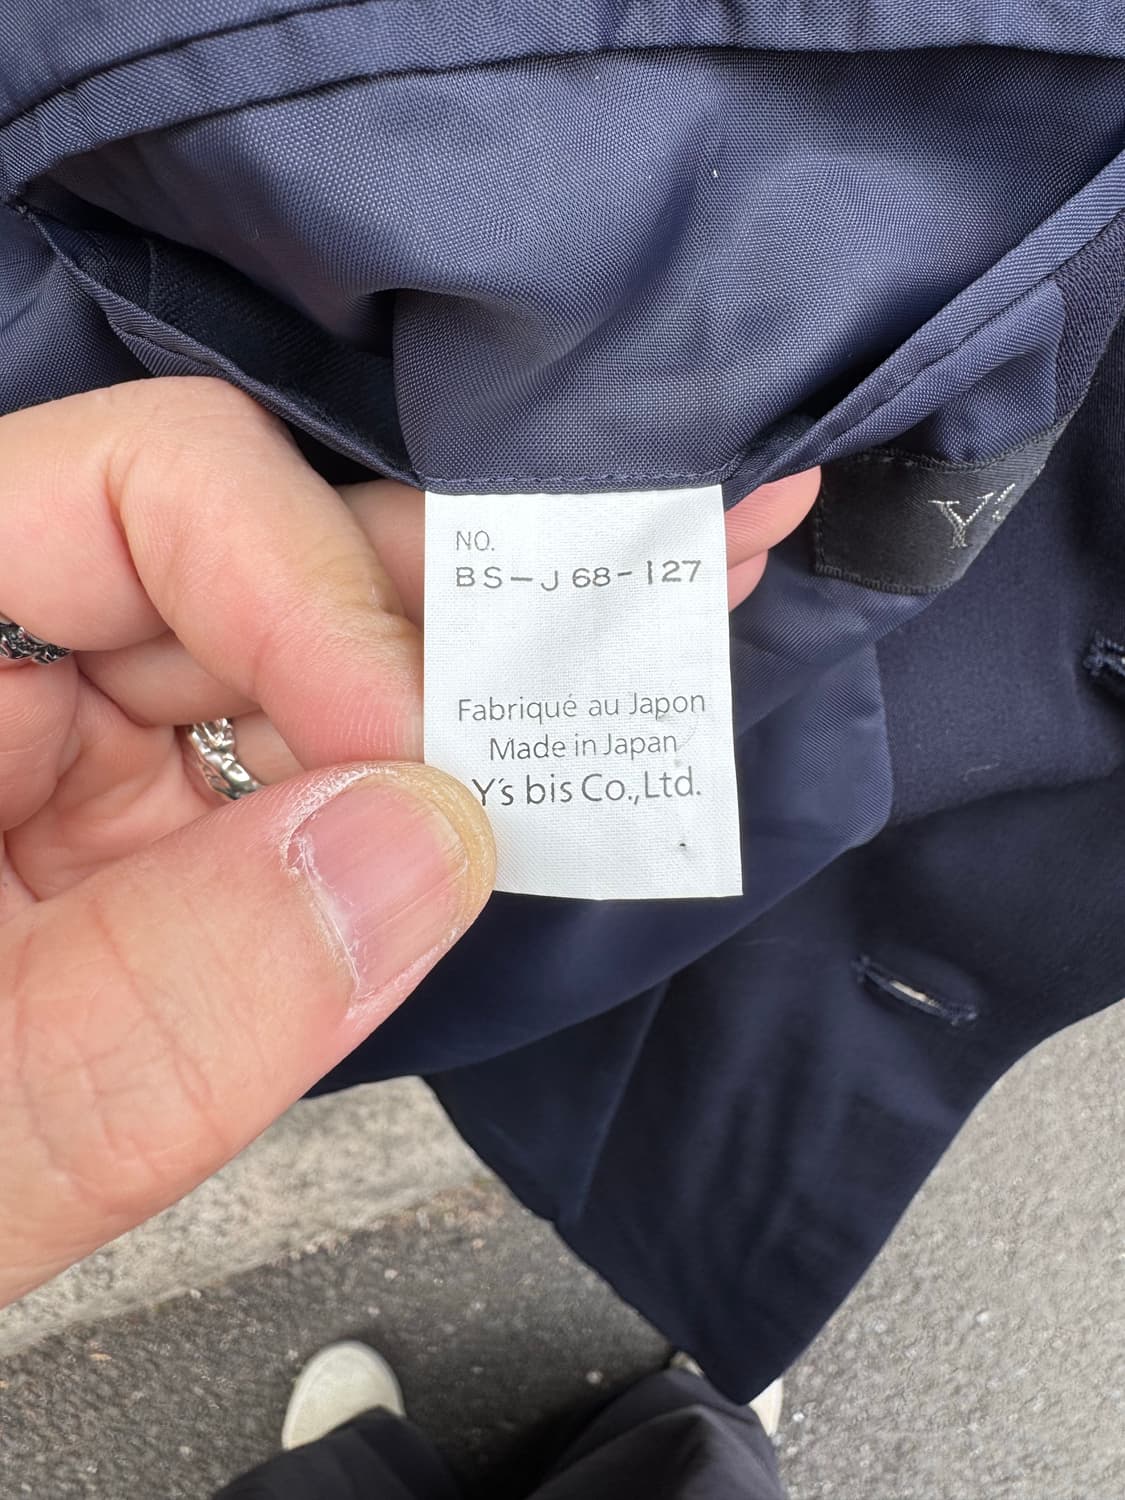 NO.
BS-J68-127
Fabriqué au Japon
Made in Japan
Y's bis Co.,Ltd.
Y'